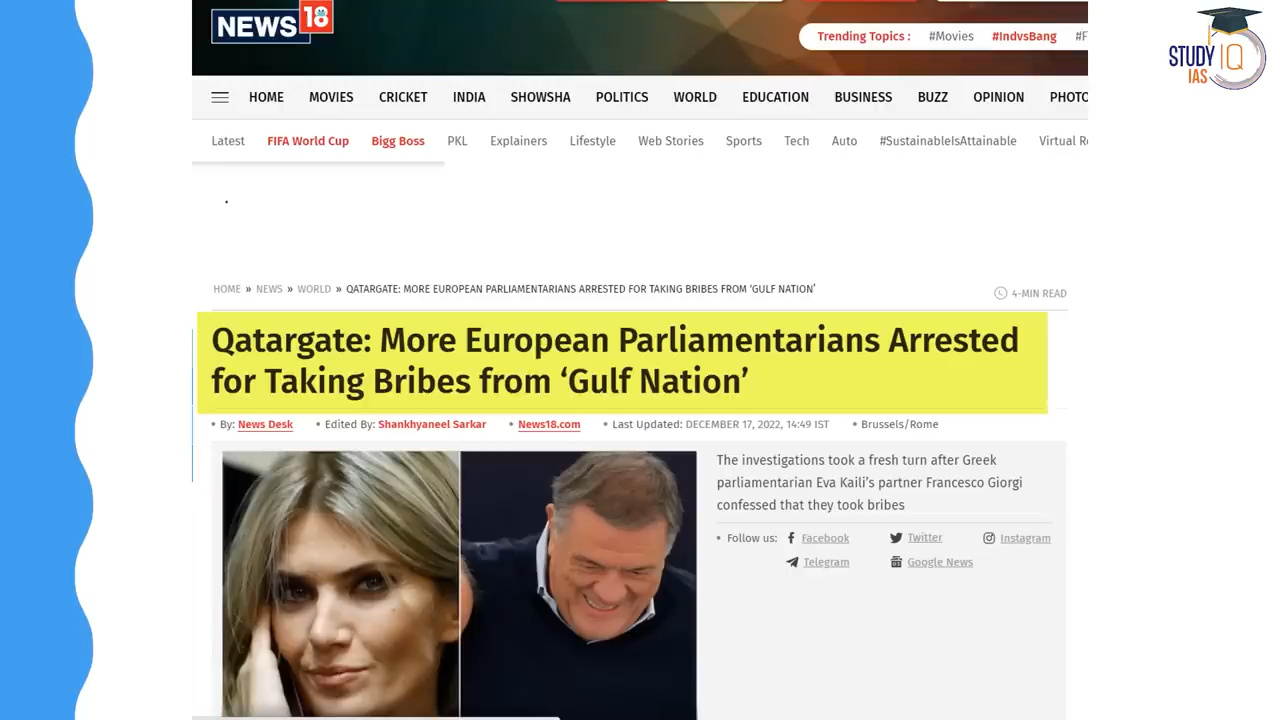 NEWS 18
Trending Topics : #Movies #IndvsBang #F
STUDY IQ
IAS
HOME MOVIES CRICKET INDIA SHOWSHA POLITICS WORLD EDUCATION BUSINESS BUZZ OPINION PHOTO
Latest FIFA World Cup Bigg Boss PKL Explainers Lifestyle Web Stories Sports Tech Auto #SustainableIsAttainable Virtual Re
HOME » NEWS » WORLD » QATARGATE: MORE EUROPEAN PARLIAMENTARIANS ARRESTED FOR TAKING BRIBES FROM ‘GULF NATION’
4-MIN READ
Qatargate: More European Parliamentarians Arrested
for Taking Bribes from ‘Gulf Nation’
• By: News Desk • Edited By: Shankhyaneel Sarkar • News18.com • Last Updated: DECEMBER 17, 2022, 14:49 IST • Brussels/Rome
The investigations took a fresh turn after Greek
parliamentarian Eva Kaili’s partner Francesco Giorgi
confessed that they took bribes
• Follow us: Facebook Twitter Instagram
Telegram Google News